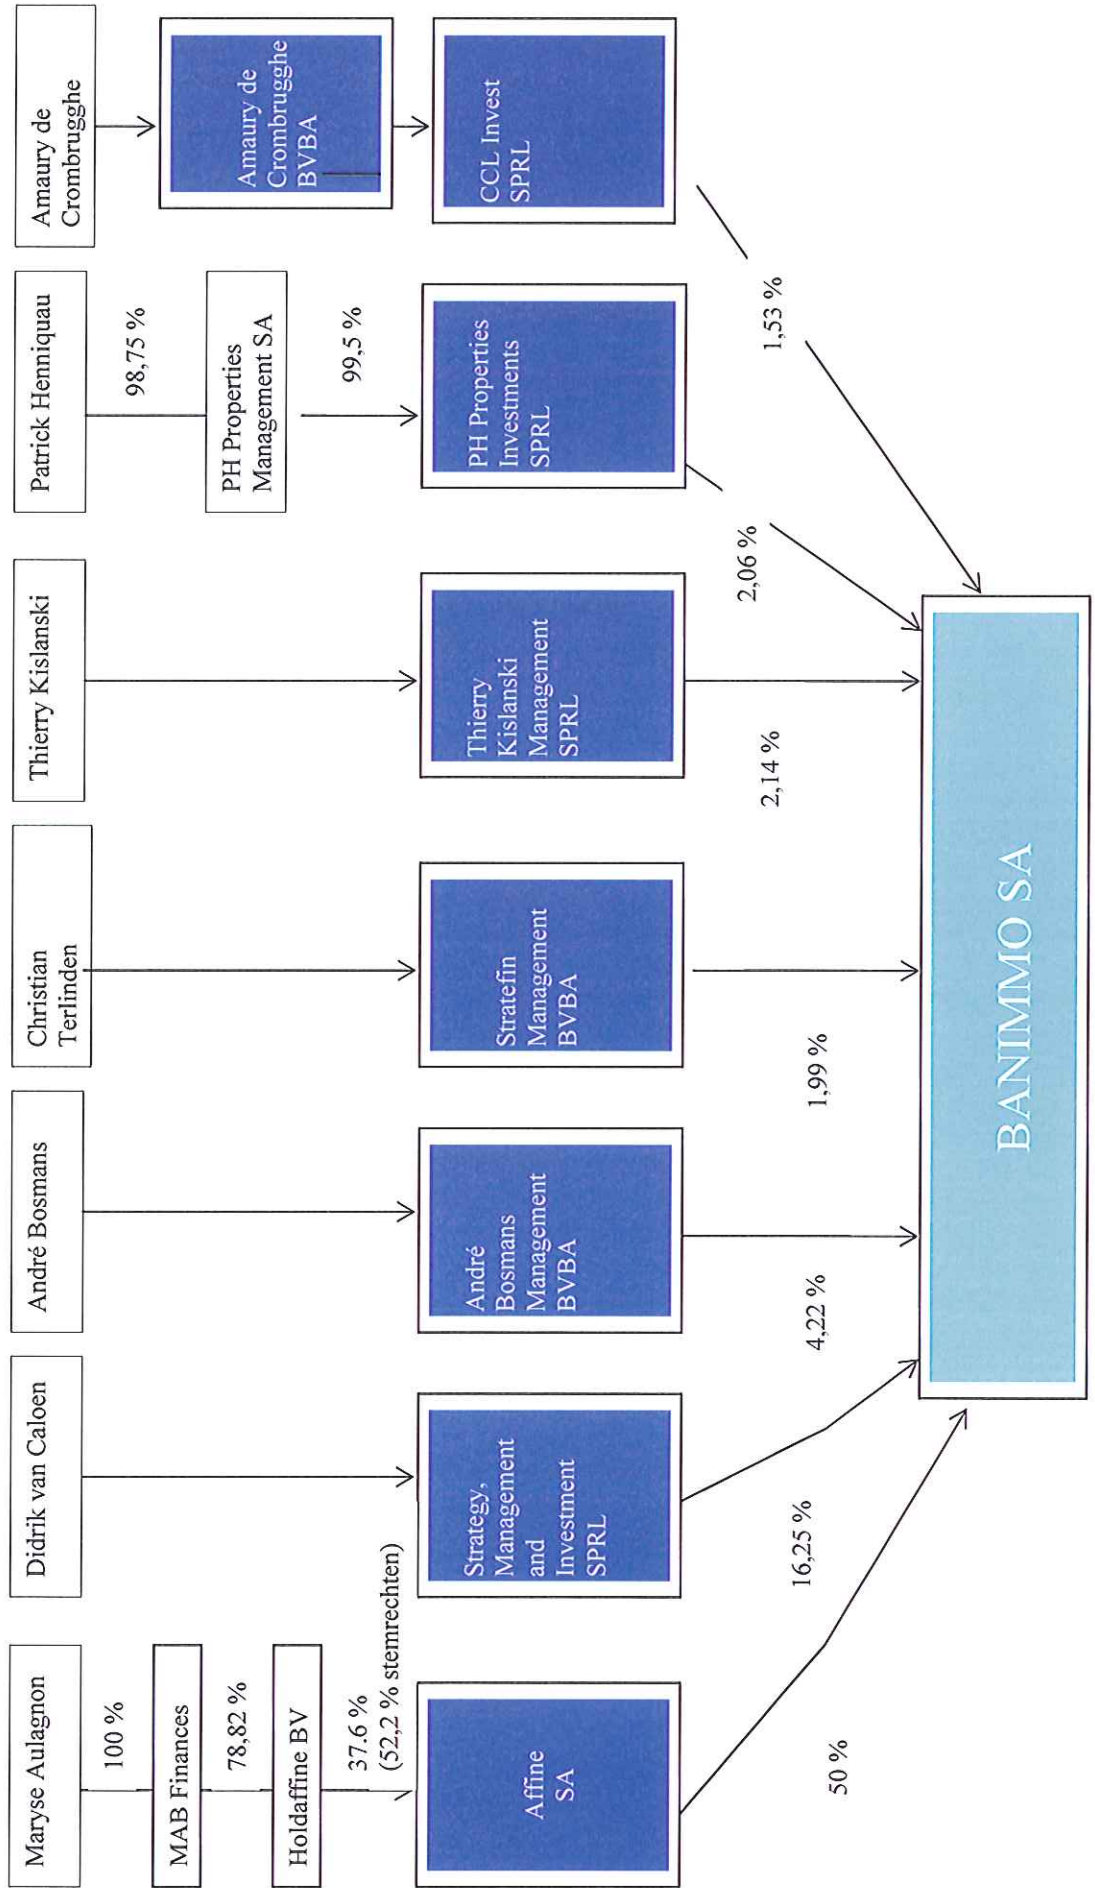 Maryse Aulagnon
100 %
MAB Finances
78,82 %
Holdaffine BV
37.6 %
(52,2 % stemrechten)
Affine
SA
50 %
Didrik van Caloen
Strategy,
Management
and
Investment
SPRL
16,25 %
André Bosmans
André
Bosmans
Management
BVBA
4,22 %
Christian
Terlinden
Stratefin
Management
BVBA
1,99 %
Thierry Kislanski
Thierry
Kislanski
Management
SPRL
2,14 %
Patrick Henniquau
98,75 %
PH Properties
Management SA
99,5 %
PH Properties
Investments
SPRL
2,06 %
Amaury de
Crombrugghe
Amaury de
Crombrugghe
BVBA
CCL Invest
SPRL
1,53 %
BANIMMO SA